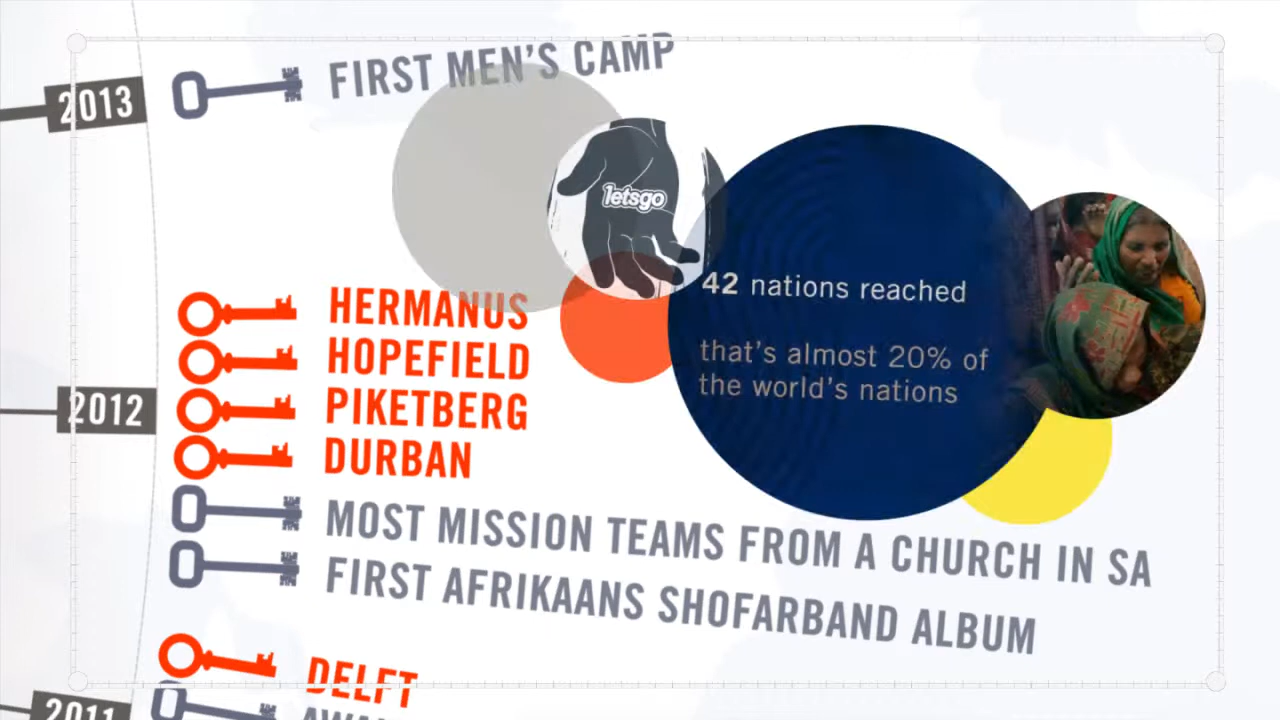 2013
FIRST MEN'S CAMP
letsgo
42 nations reached
that's almost 20% of
the world's nations
2012
HERMANUS
HOPEFIELD
PIKETBERG
DURBAN
MOST MISSION TEAMS FROM A CHURCH IN SA
FIRST AFRIKAANS SHOFARBAND ALBUM
2011
DELFT